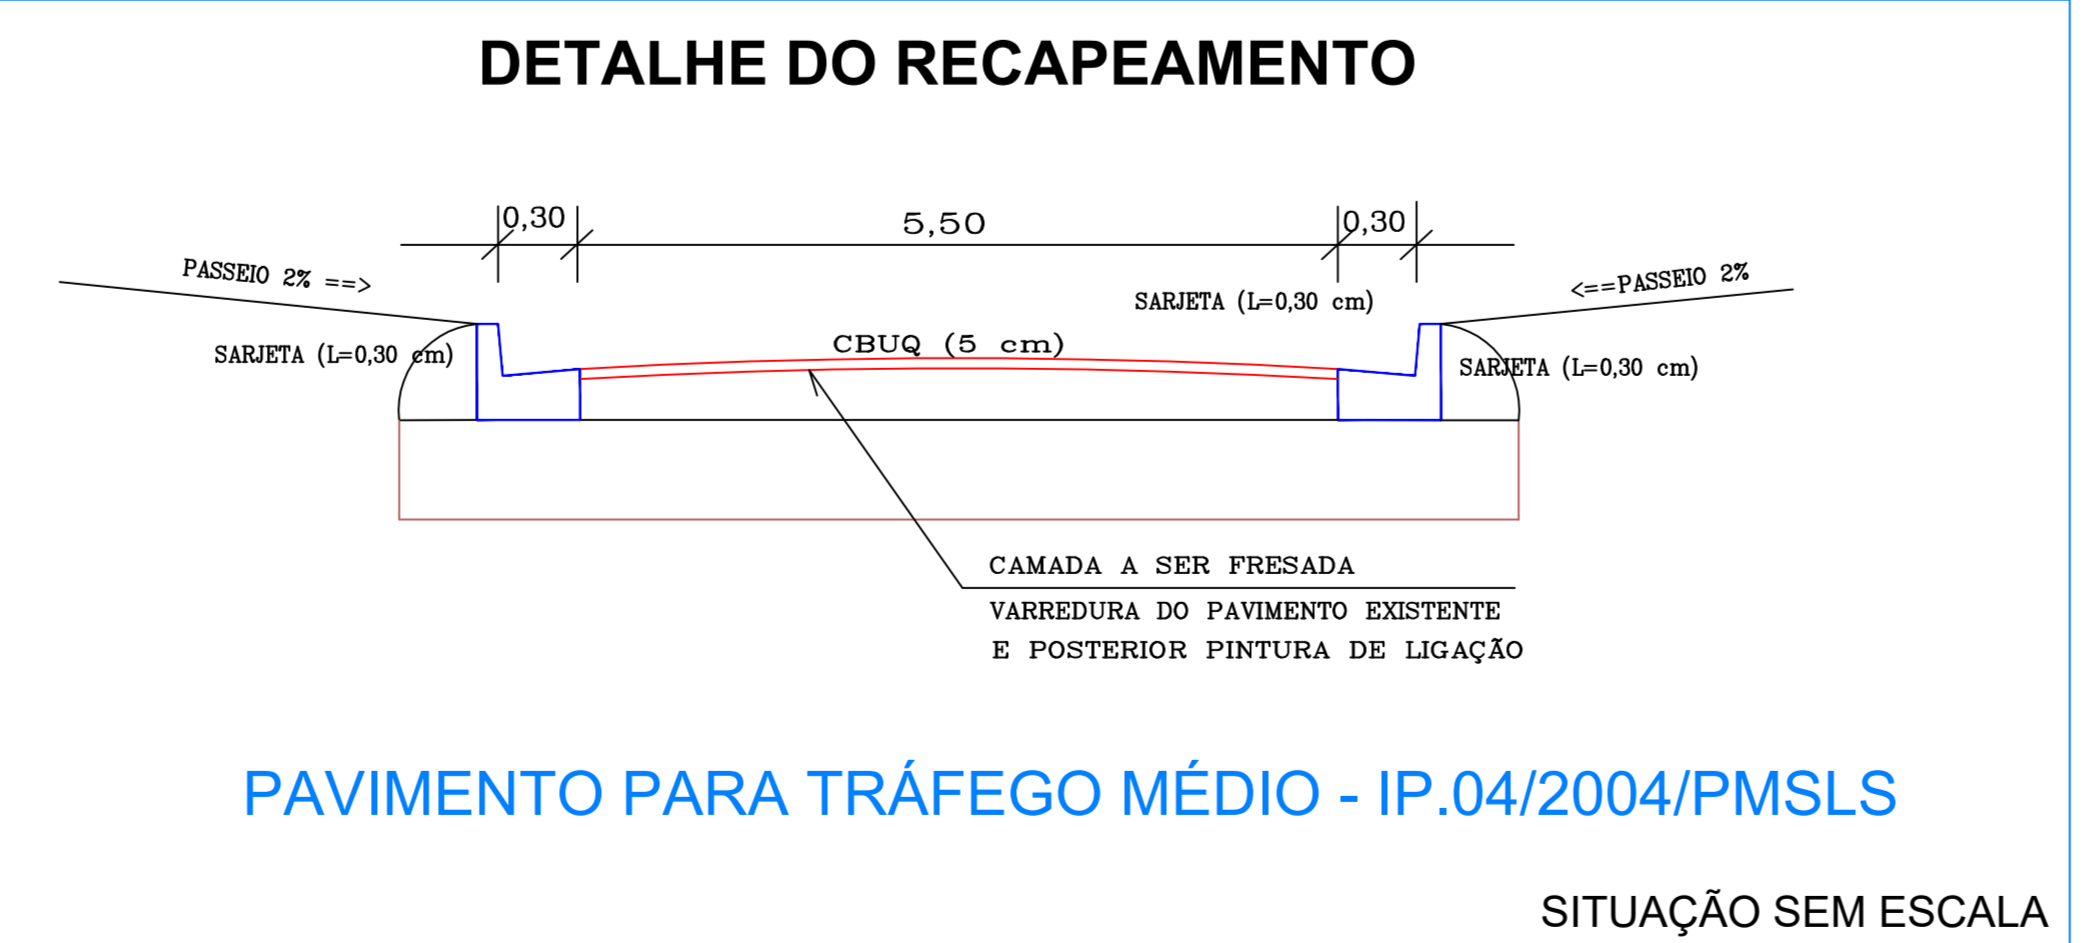 DETALHE DO RECAPEAMENTO
0,30
5,50
0,30
PASSEIO 2% ==>
<==PASSEIO 2%
SARJETA (L=0,30 cm)
SARJETA (L=0,30 cm)
CBUQ (5 cm)
SARJETA (L=0,30 cm)
CAMADA A SER FRESADA
VARREDURA DO PAVIMENTO EXISTENTE
E POSTERIOR PINTURA DE LIGAÇÃO
PAVIMENTO PARA TRÁFEGO MÉDIO - IP.04/2004/PMSLS
SITUAÇÃO SEM ESCALA